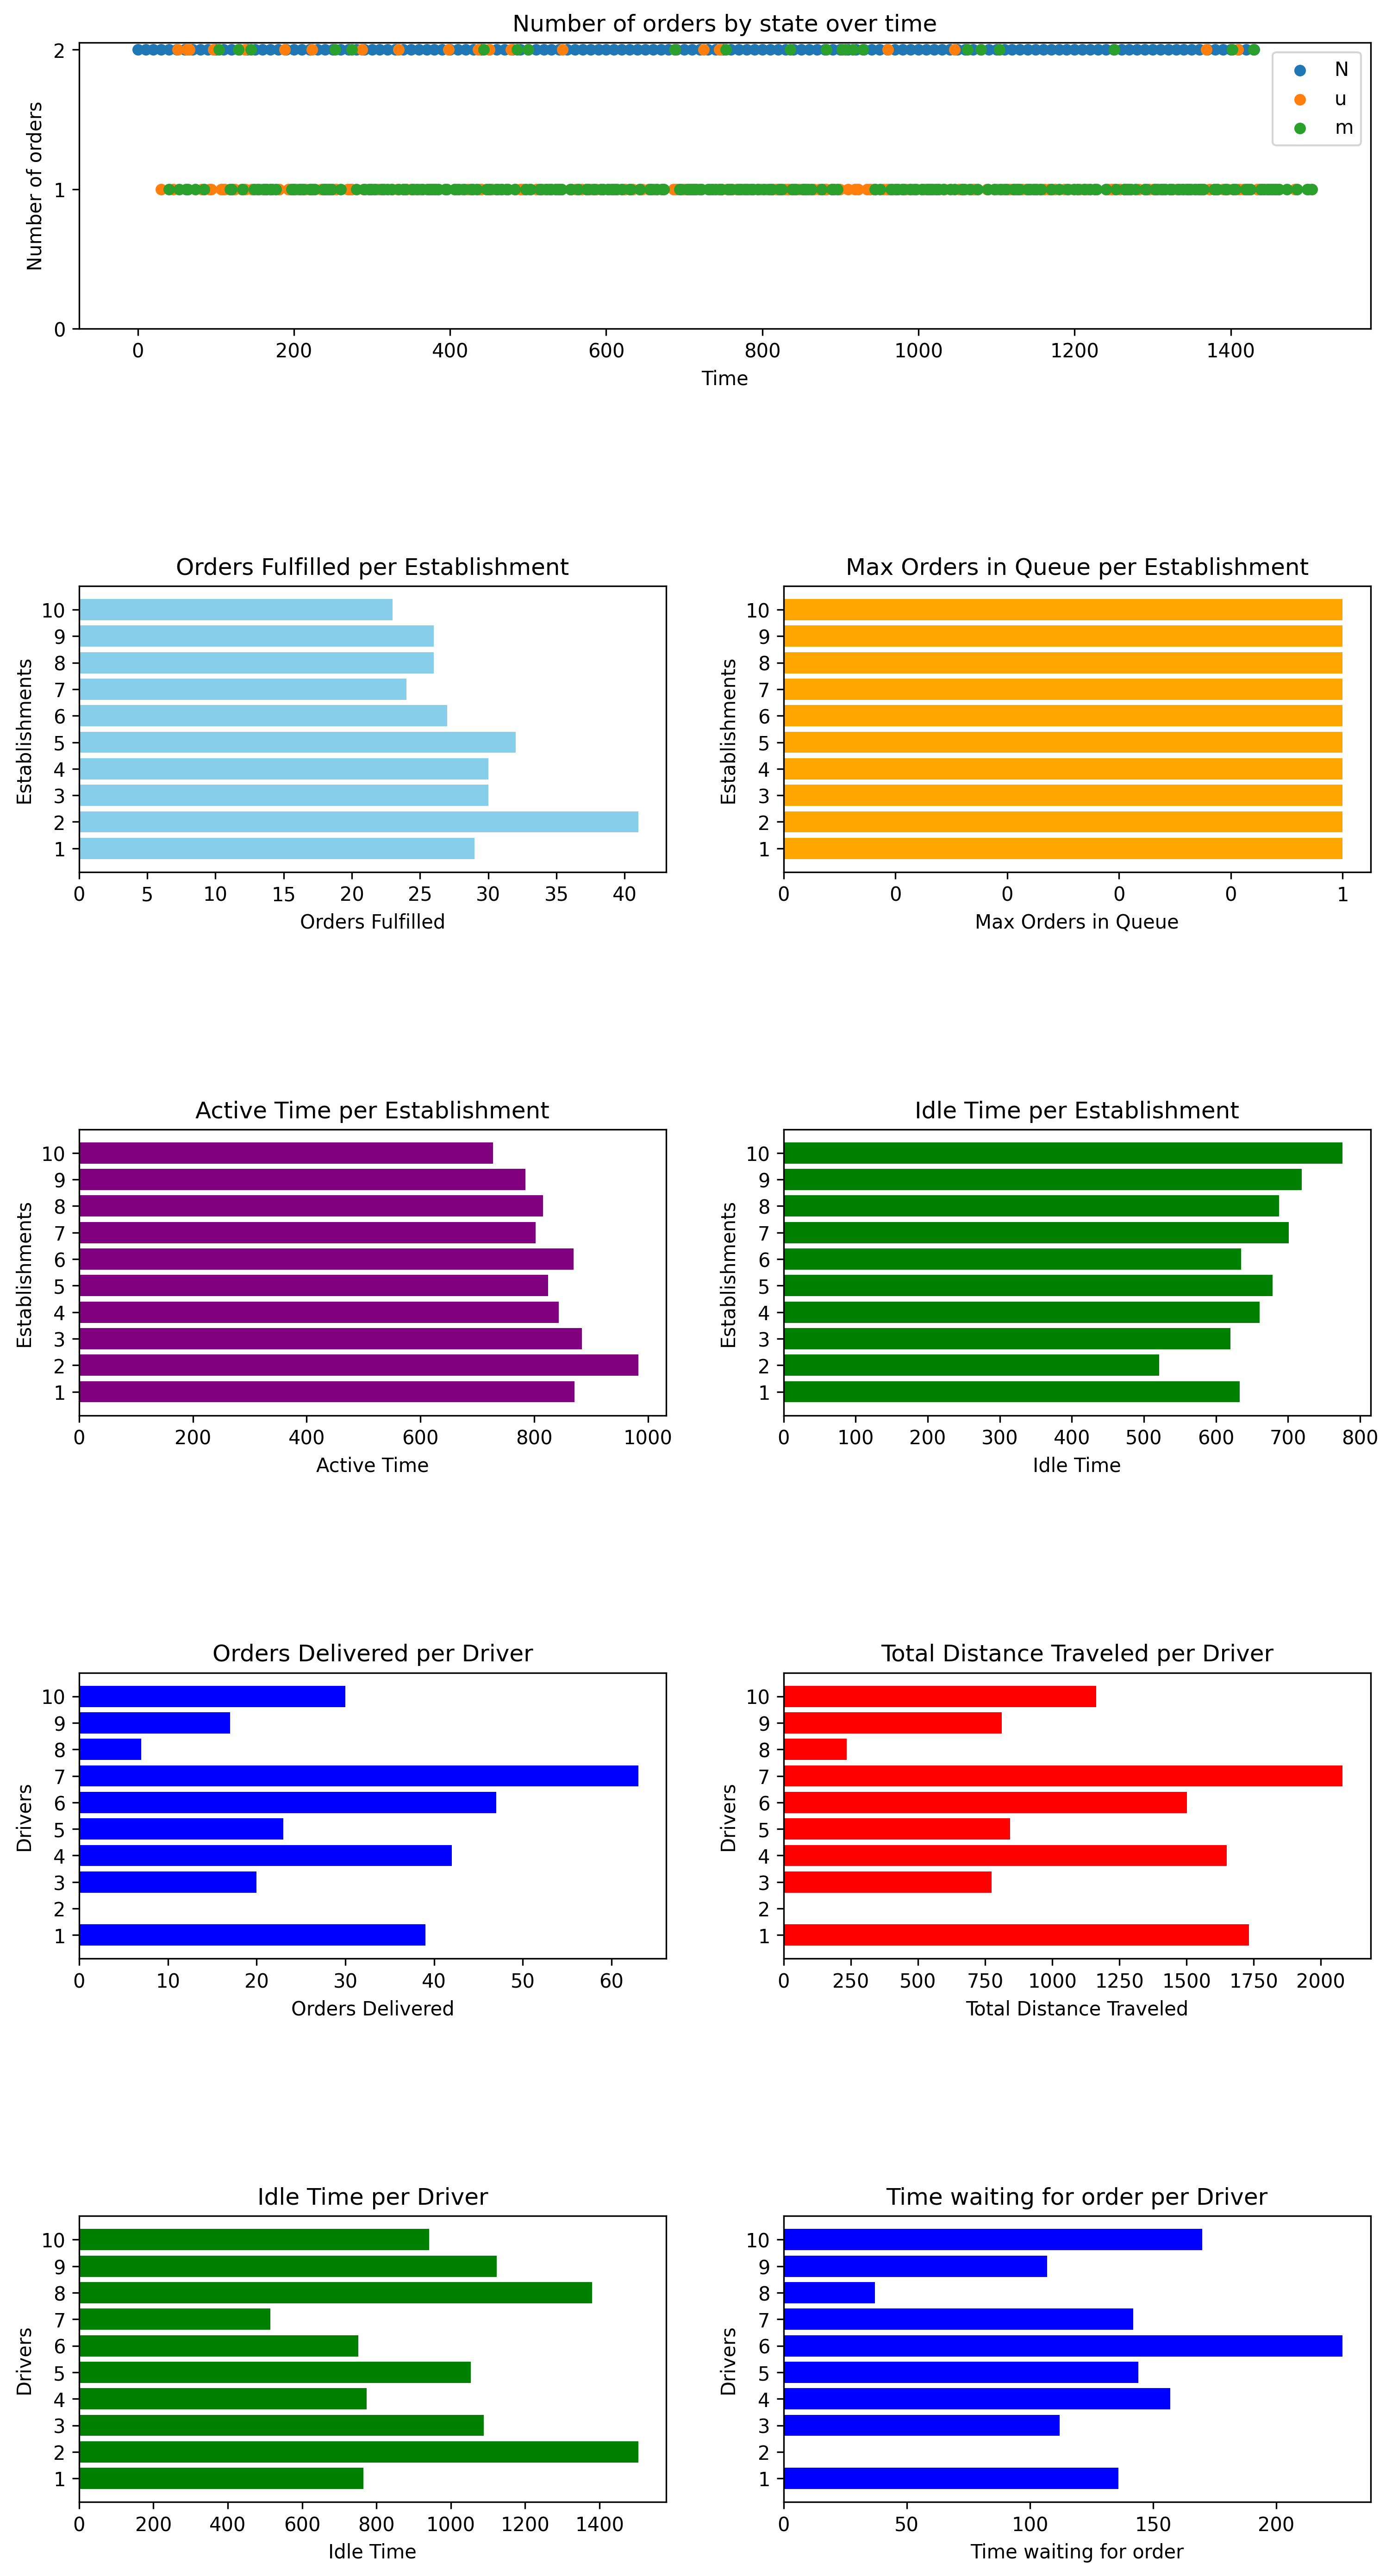 Number of orders by state over time
Number of orders
2
1
0
N
u
m
0 200 400 600 800 1000 1200 1400
Time
Orders Fulfilled per Establishment
Establishments
10
9
8
7
6
5
4
3
2
1
0 5 10 15 20 25 30 35 40
Orders Fulfilled
Max Orders in Queue per Establishment
Establishments
10
9
8
7
6
5
4
3
2
1
0 0 0 0 0 1
Max Orders in Queue
Active Time per Establishment
Establishments
10
9
8
7
6
5
4
3
2
1
0 200 400 600 800 1000
Active Time
Idle Time per Establishment
Establishments
10
9
8
7
6
5
4
3
2
1
0 100 200 300 400 500 600 700 800
Idle Time
Orders Delivered per Driver
Drivers
10
9
8
7
6
5
4
3
2
1
0 10 20 30 40 50 60
Orders Delivered
Total Distance Traveled per Driver
Drivers
10
9
8
7
6
5
4
3
2
1
0 250 500 750 1000 1250 1500 1750 2000
Total Distance Traveled
Idle Time per Driver
Drivers
10
9
8
7
6
5
4
3
2
1
0 200 400 600 800 1000 1200 1400
Idle Time
Time waiting for order per Driver
Drivers
10
9
8
7
6
5
4
3
2
1
0 50 100 150 200
Time waiting for order